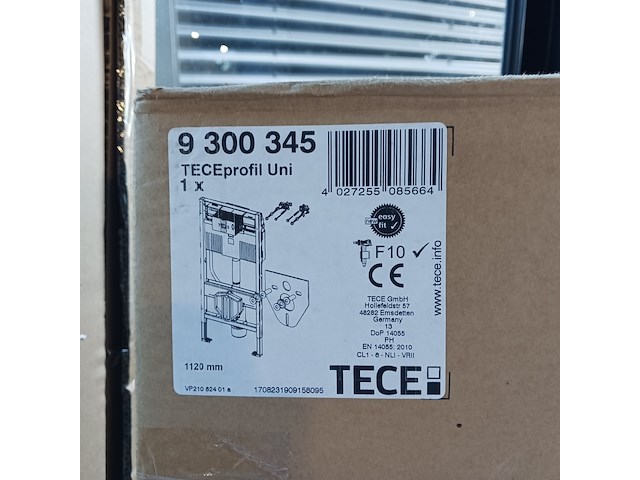 9 300 345
TECEprofil Uni
1 x
4 027255 085664
new easy fit ✓
F10 ✓
CE
www.tece.info
TECE GmbH
Hollefeldstr 57
48282 Emsdetten
Germany
13
DoP 14055
PH
EN 14055: 2010
CL1 - 6 - NLI - VRII
1120 mm
TECE
VP210 824 01 a
1708231909158095